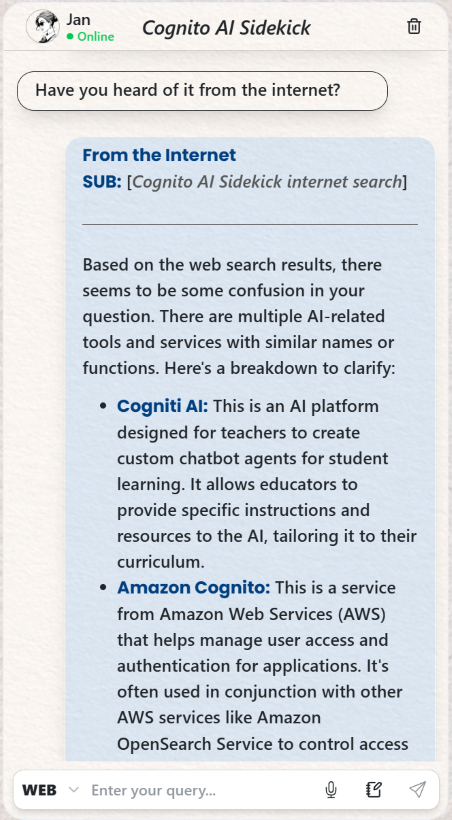 Jan
Online
Cognito AI Sidekick
Have you heard of it from the internet?
From the Internet
SUB: [Cognito AI Sidekick internet search]
Based on the web search results, there
seems to be some confusion in your
question. There are multiple AI-related
tools and services with similar names or
functions. Here's a breakdown to clarify:
• Cogniti AI: This is an AI platform
designed for teachers to create
custom chatbot agents for student
learning. It allows educators to
provide specific instructions and
resources to the AI, tailoring it to their
curriculum.
• Amazon Cognito: This is a service
from Amazon Web Services (AWS)
that helps manage user access and
authentication for applications. It's
often used in conjunction with other
AWS services like Amazon
OpenSearch Service to control access
WEB
Enter your query...